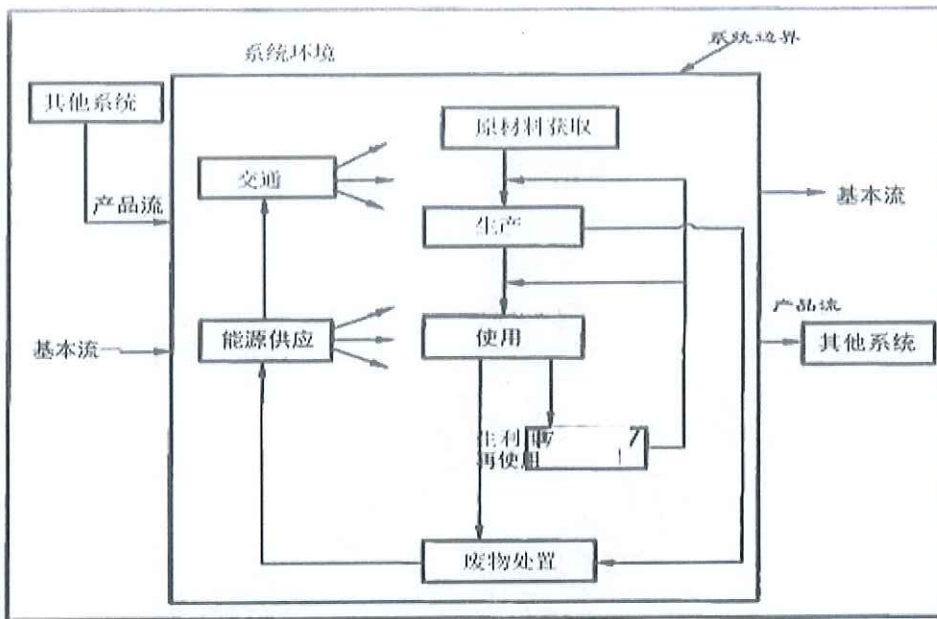 系统环境
系统边界
其他系统
原材料获取
交通
产品流
基本流
生产
产品流
能源供应
使用
基本流
其他系统
再使用
废物处置